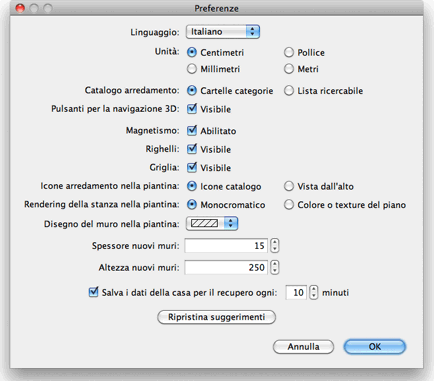 Preferenze
Linguaggio: Italiano
Unità: Centimetri Pollice
Millimetri Metri
Catalogo arredamento: Cartelle categorie Lista ricercabile
Pulsanti per la navigazione 3D: Visibile
Magnetismo: Abilitato
Righelli: Visibile
Griglia: Visibile
Icone arredamento nella piantina: Icone catalogo Vista dall'alto
Rendering della stanza nella piantina: Monocromatico Colore o texture del piano
Disegno del muro nella piantina:
Spessore nuovi muri: 15
Altezza nuovi muri: 250
Salva i dati della casa per il recupero ogni: 10 minuti
Ripristina suggerimenti
Annulla OK